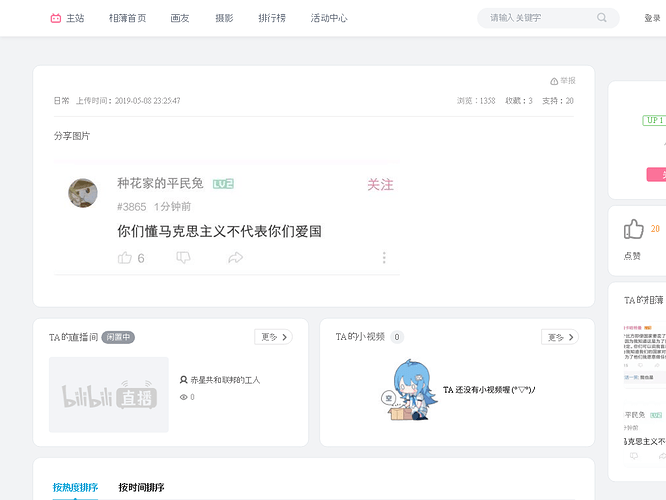 主站 相簿首页 画友 摄影 排行榜 活动中心 请输入关键字 登录
举报
日常 上传时间：2019-05-08 23:25:47 浏览：1358 收藏：3 支持：20
分享图片
种花家的平民兔 LV2 关注
#3865 1分钟前
你们懂马克思主义不代表你们爱国
6
UP 1
20
点赞
TA的直播间 闲置中 更多
bilibili 直播
赤星共和联邦的工人
0
TA的小视频 0 更多
空
TA 还没有小视频喔 (°▽°)ﾉ
TA的相簿
平民兔
马克思主义不
按热度排序 按时间排序